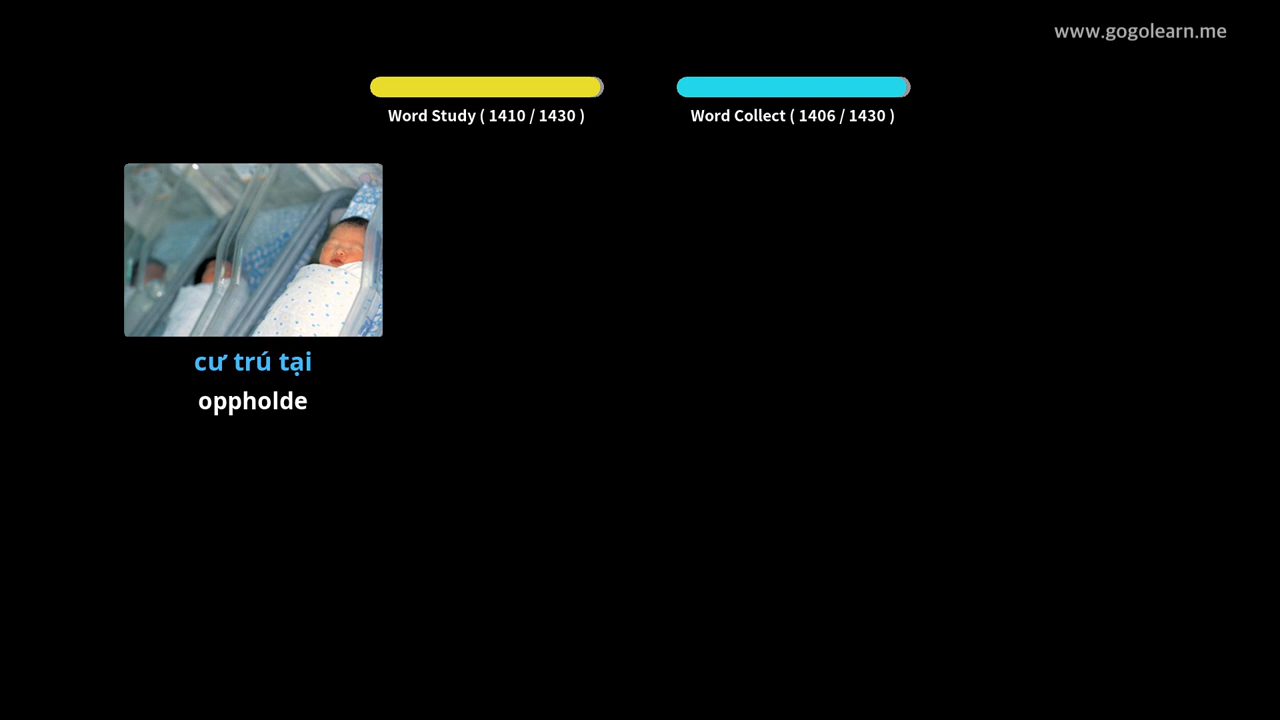 www.gogolearn.me
Word Study ( 1410 / 1430 )
Word Collect ( 1406 / 1430 )
cư trú tại
oppholde